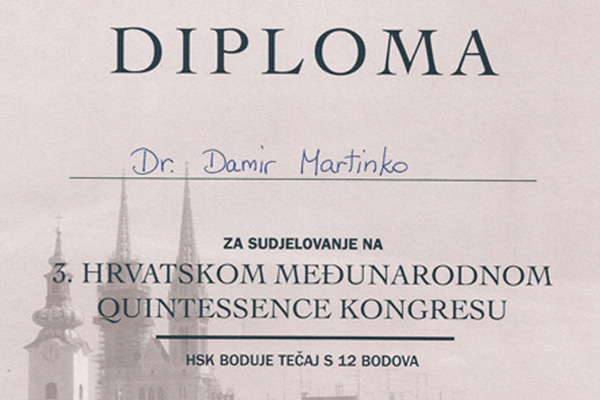 DIPLOMA
Dr. Damir Martinko
ZA SUDJELOVANJE NA
3. HRVATSKOM MEĐUNARODNOM
QUINTESSENCE KONGRESU
HSK BODUJE TEČAJ S 12 BODOVA